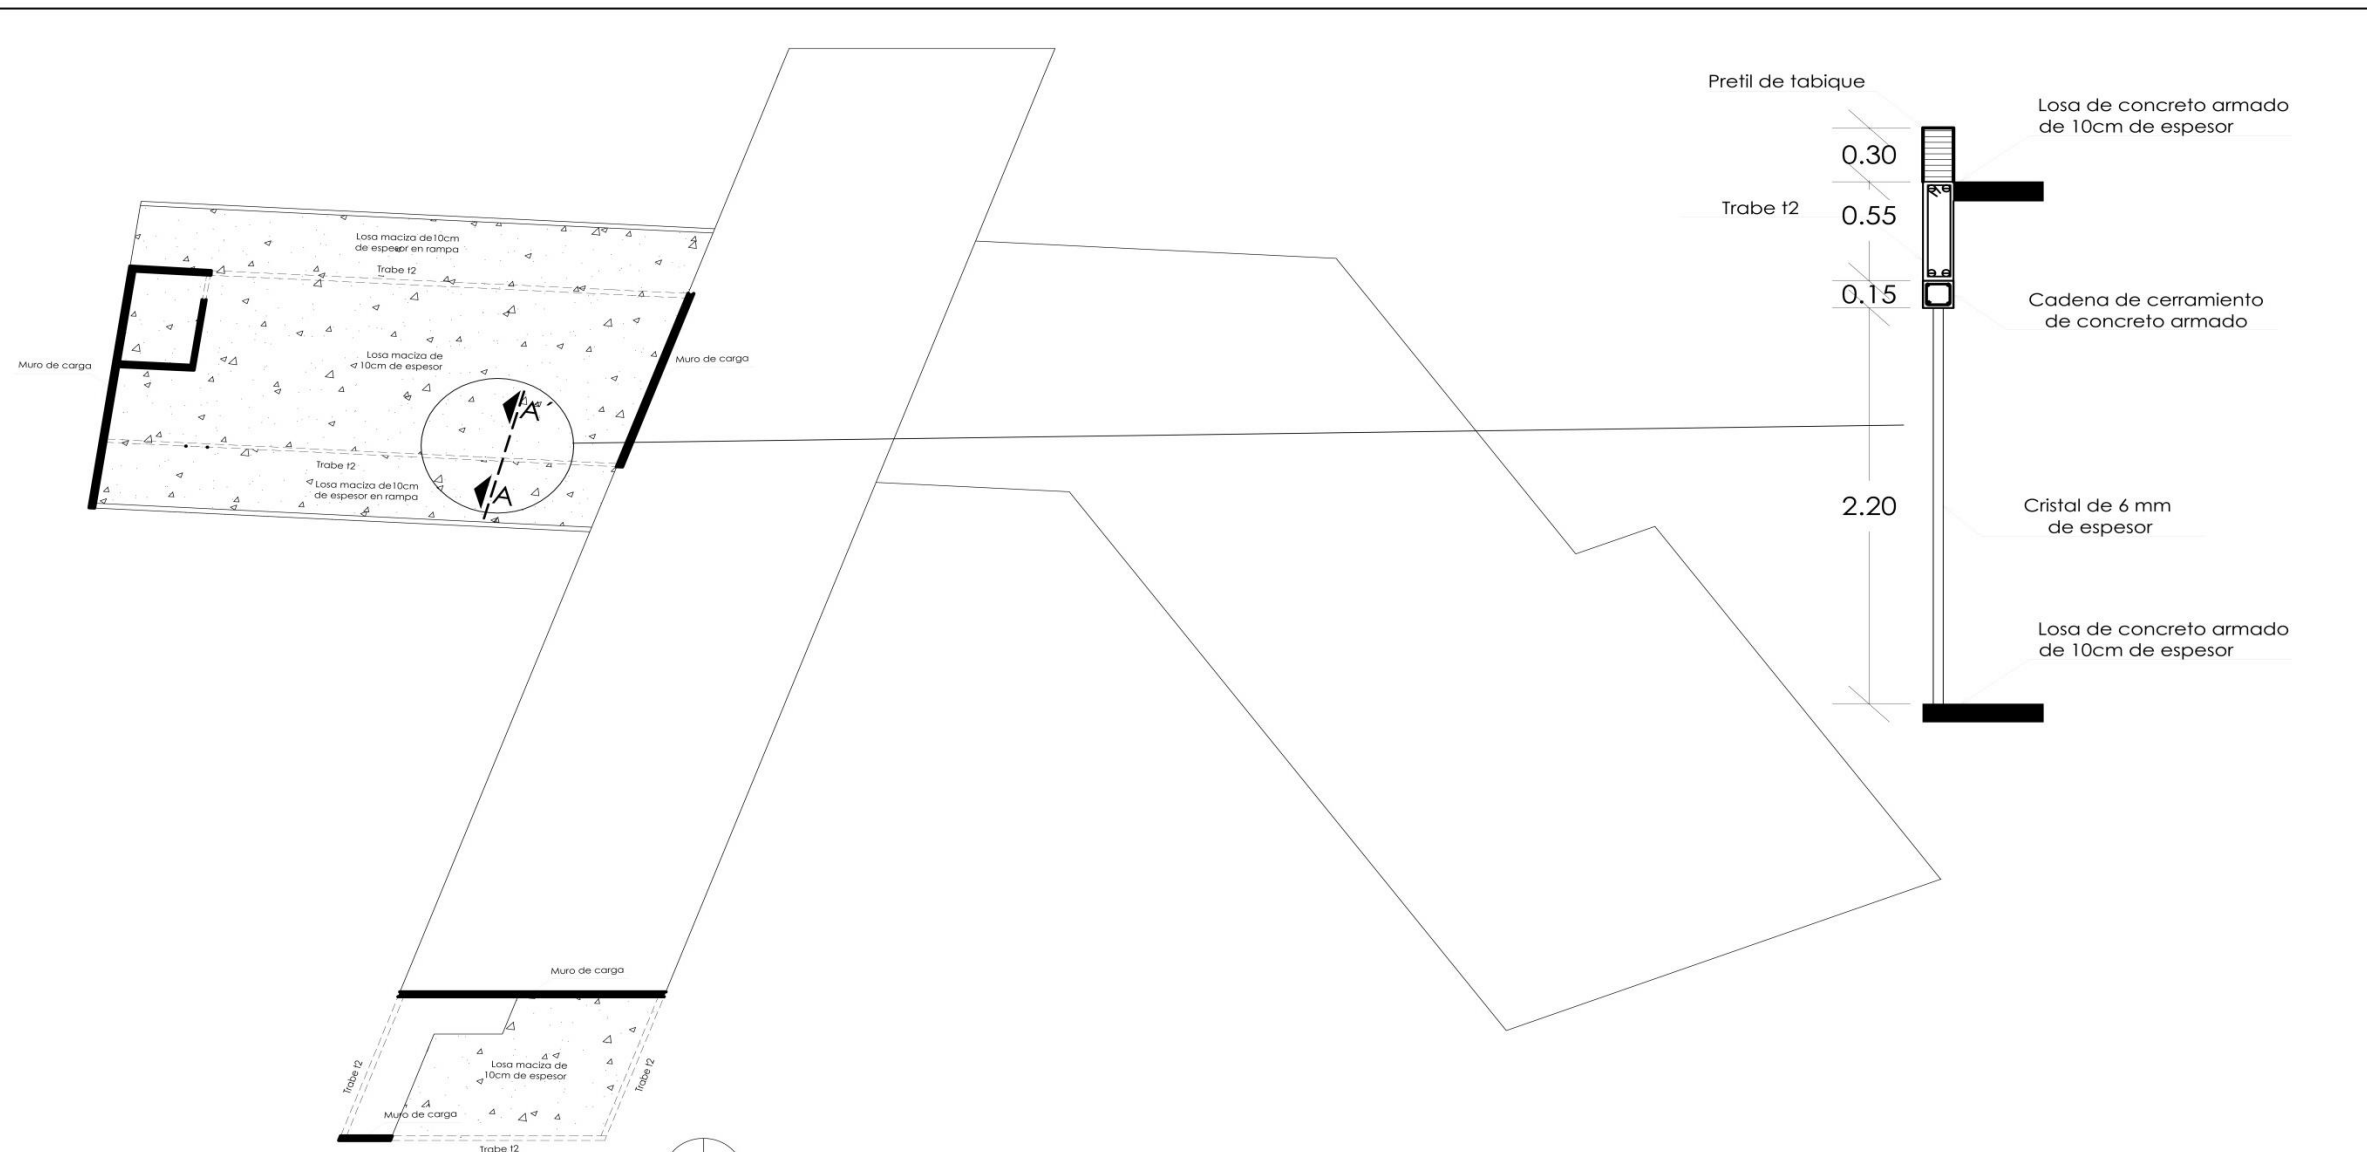 Pretil de tabique
Losa de concreto armado
de 10cm de espesor
0.30
Trabe t2
0.55
0.15
Cadena de cerramiento
de concreto armado
2.20
Cristal de 6 mm
de espesor
Losa de concreto armado
de 10cm de espesor
Losa maciza de10cm
de espesor en rampa
Trabe t2
Losa maciza de
10cm de espesor
Muro de carga
Muro de carga
A´
A
Trabe t2
Losa maciza de10cm
de espesor en rampa
Muro de carga
Trabe t2
Losa maciza de
10cm de espesor
Trabe t2
Muro de carga
Trabe t2